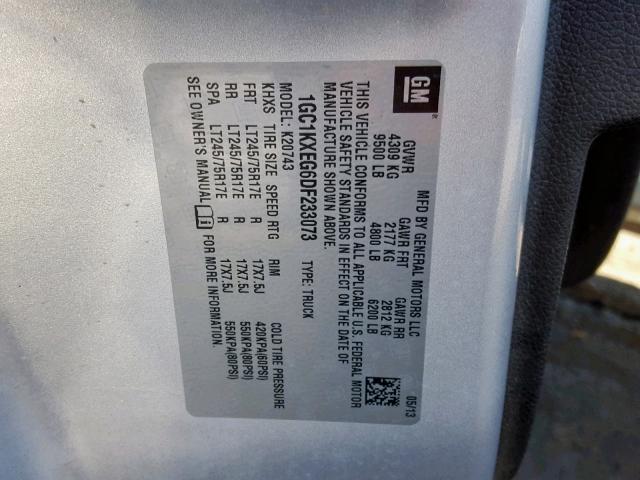 GM
MFD BY GENERAL MOTORS LLC 05/13
GVWR GAWR FRT GAWR RR
4309 KG 2177 KG 2812 KG
9500 LB 4800 LB 6200 LB
THIS VEHICLE CONFORMS TO ALL APPLICABLE U.S. FEDERAL MOTOR
VEHICLE SAFETY STANDARDS IN EFFECT ON THE DATE OF
MANUFACTURE SHOWN ABOVE.
1GC1KXEG6DF233073 TYPE: TRUCK
MODEL: K20743
KHXS TIRE SIZE SPEED RTG RIM COLD TIRE PRESSURE
FRT LT245/75R17E R 17X7.5J 420KPA(60PSI)
RR LT245/75R17E R 17X7.5J 550KPA(80PSI)
SPA LT245/75R17E R 17X7.5J 550KPA(80PSI)
SEE OWNER'S MANUAL FOR MORE INFORMATION.